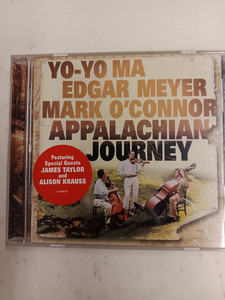 YO-YO MA
EDGAR MEYER
MARK O'CONNOR
APPALACHIAN
JOURNEY
Featuring
Special Guests
JAMES TAYLOR
and
ALISON KRAUSS